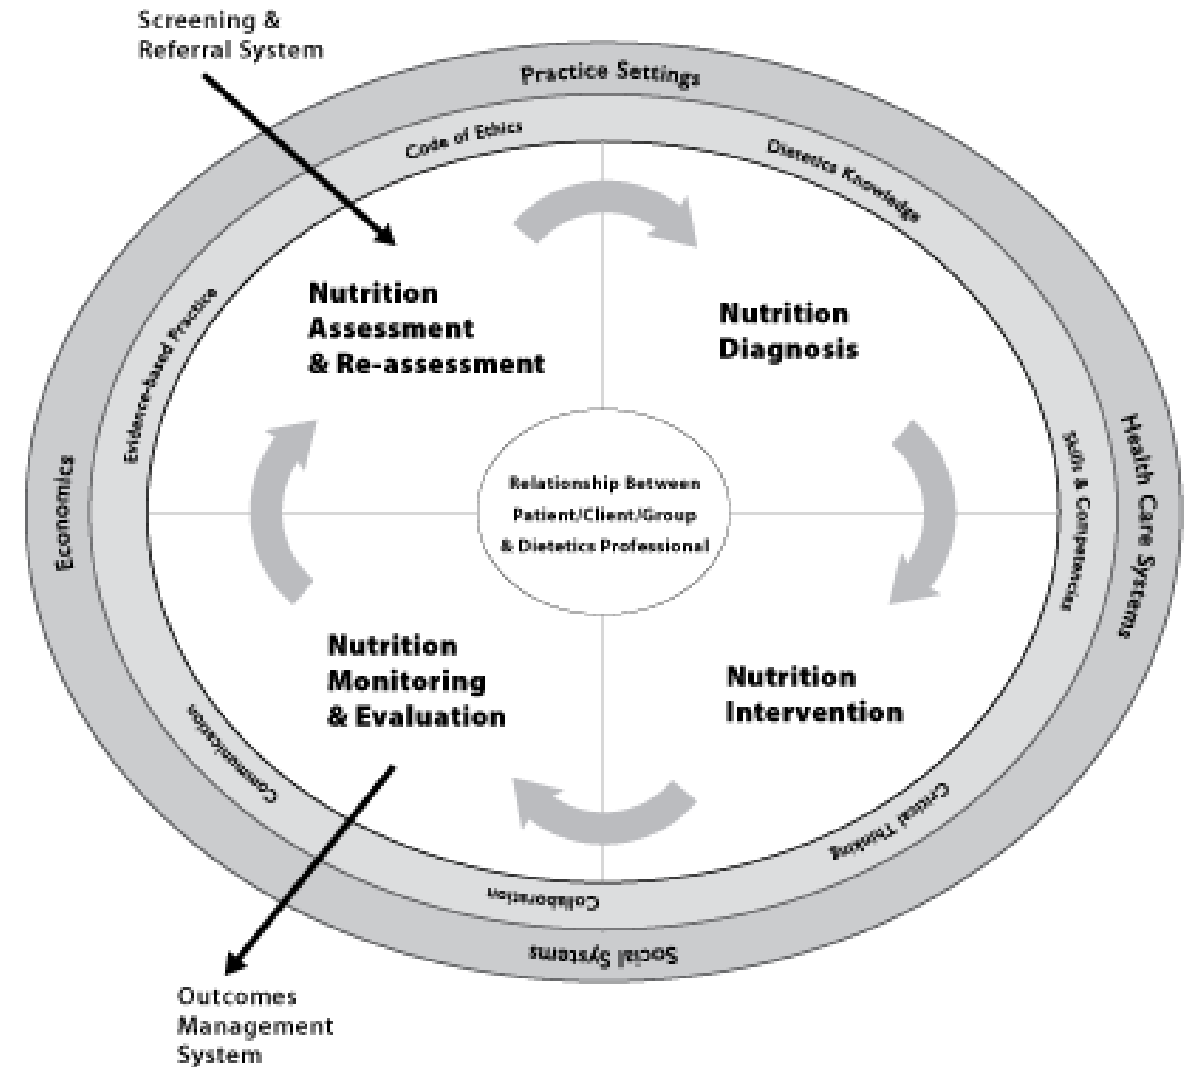 Screening &
Referral System
Practice Settings
Code of Ethics
Dietetics Knowledge
Nutrition
Assessment
& Re-assessment
Nutrition
Diagnosis
Evidence-based Practice
Economics
Health Care Systems
Skills & Competencies
Relationship Between
Patient/Client/Group
& Dietetics Professional
Nutrition
Monitoring
& Evaluation
Nutrition
Intervention
Communication
Critical Thinking
Collaboration
Social Systems
Outcomes
Management
System